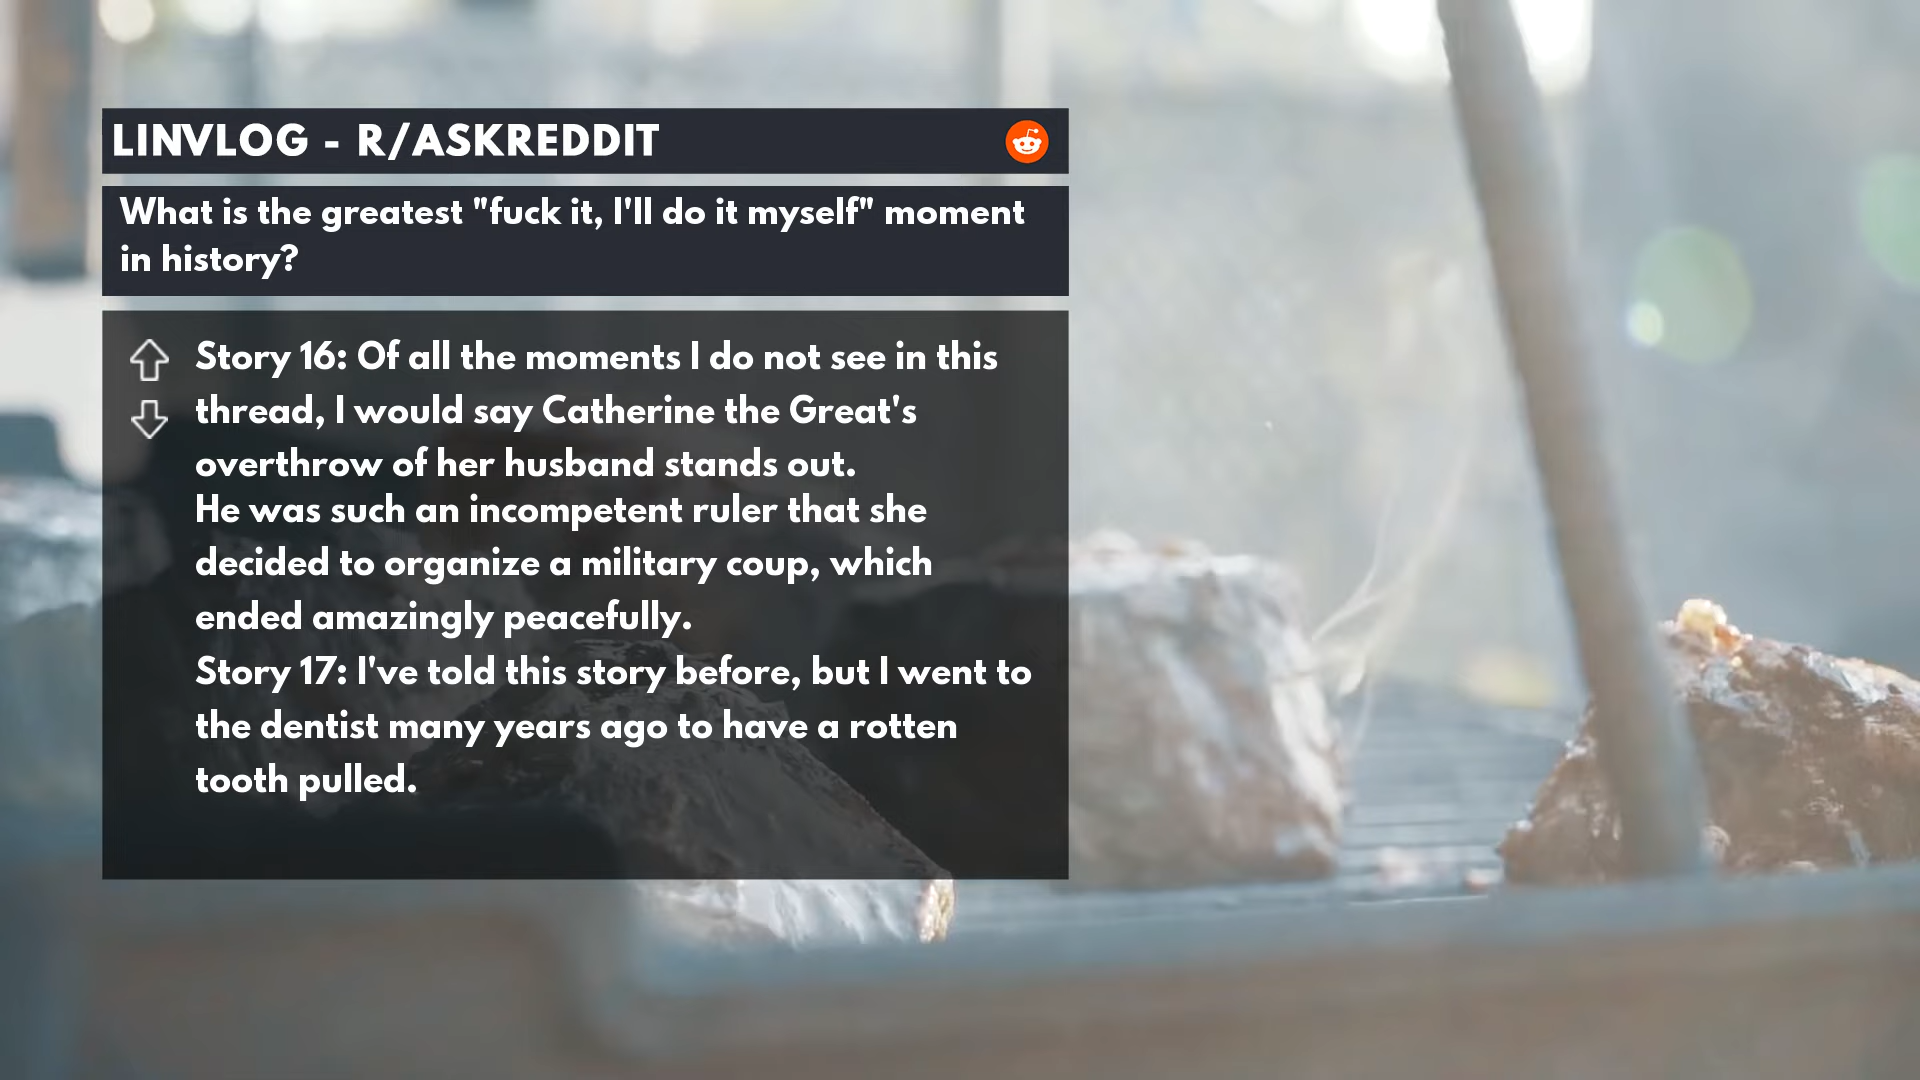 LINVLOG - R/ASKREDDIT
What is the greatest "fuck it, I'll do it myself" moment
in history?
Story 16: Of all the moments I do not see in this
thread, I would say Catherine the Great's
overthrow of her husband stands out.
He was such an incompetent ruler that she
decided to organize a military coup, which
ended amazingly peacefully.
Story 17: I've told this story before, but I went to
the dentist many years ago to have a rotten
tooth pulled.